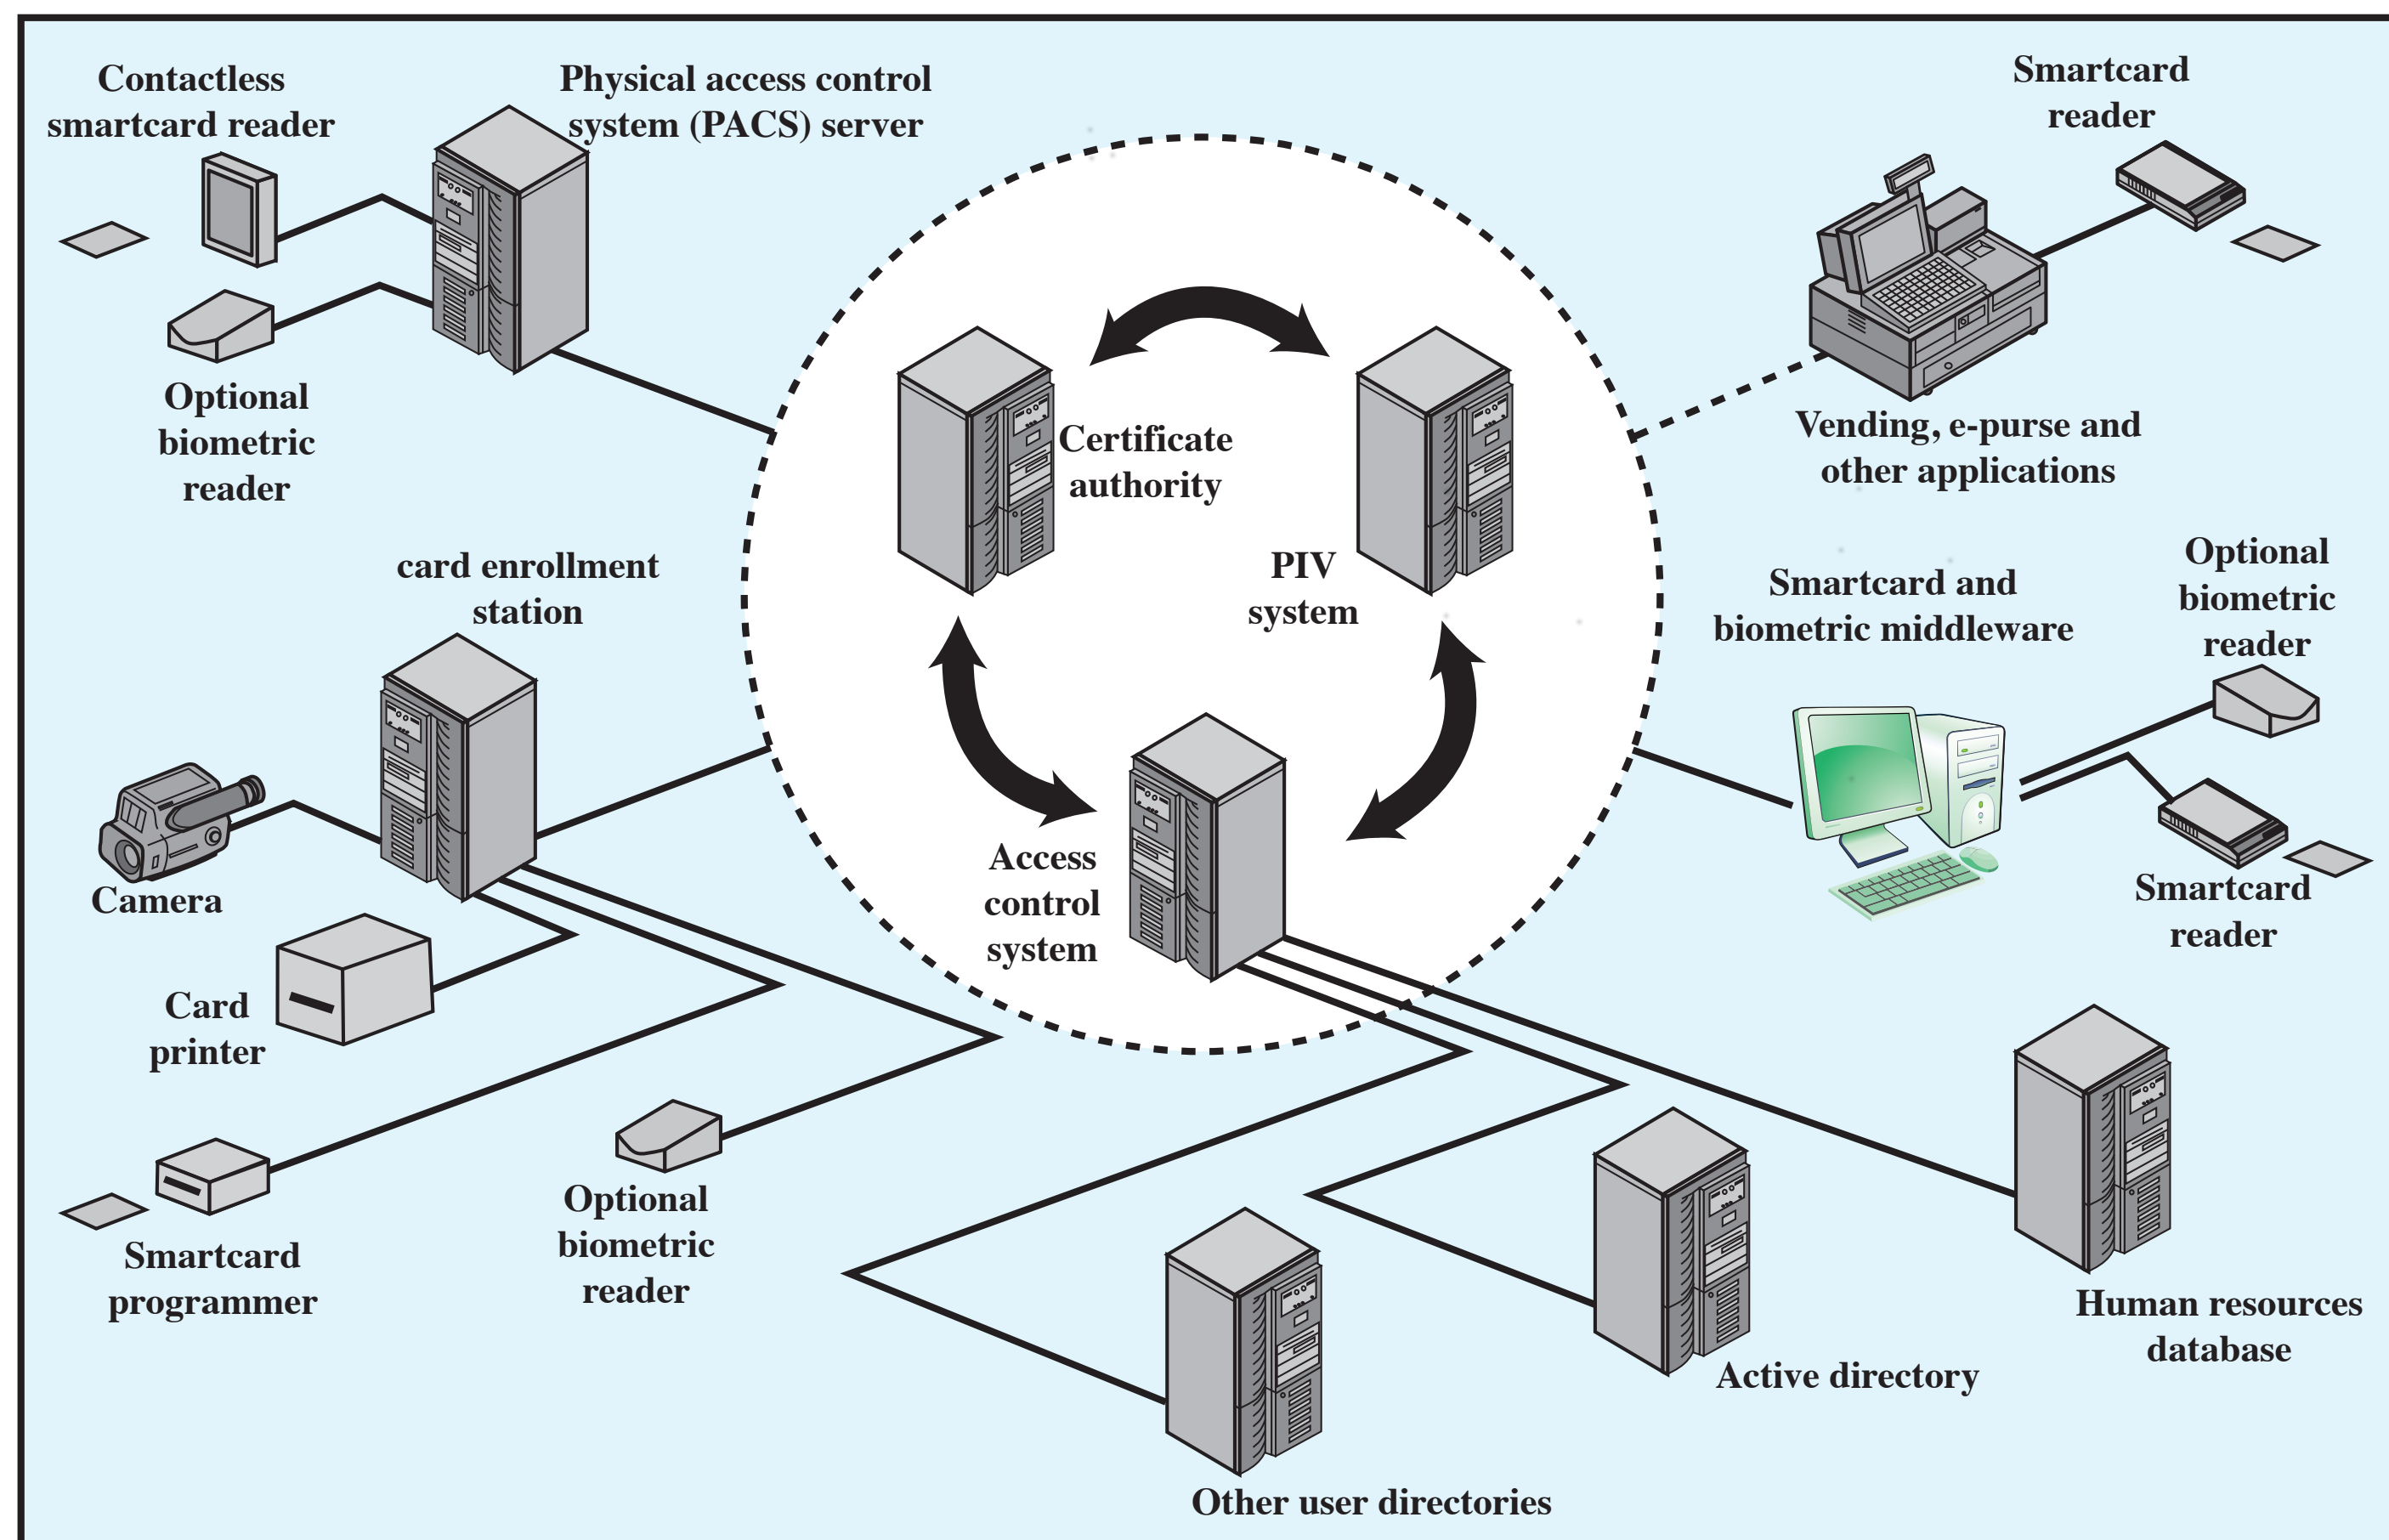 Contactless
smartcard reader
Physical access control
system (PACS) server
Smartcard
reader
Optional
biometric
reader
Certificate
authority
Vending, e-purse and
other applications
card enrollment
station
PIV
system
Smartcard and
biometric middleware
Optional
biometric
reader
Camera
Access
control
system
Smartcard
reader
Card
printer
Smartcard
programmer
Optional
biometric
reader
Human resources
database
Active directory
Other user directories